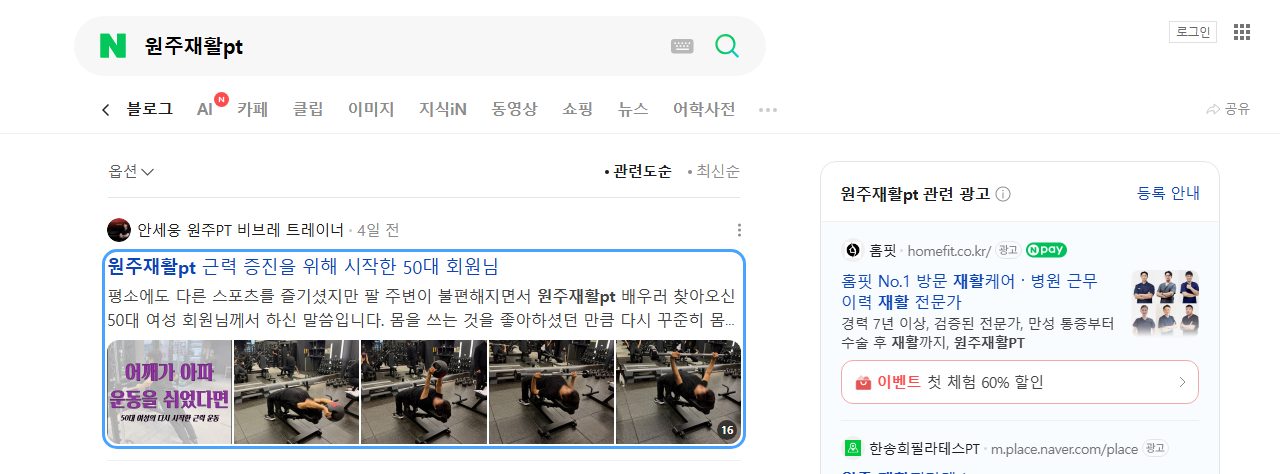 N 원주재활pt
로그인
블로그 AI N 카페 클립 이미지 지식iN 동영상 쇼핑 뉴스 어학사전
공유
옵션
• 관련도순 • 최신순
안세웅 원주PT 비브레 트레이너 · 4일 전
원주재활pt 근력 증진을 위해 시작한 50대 회원님
평소에도 다른 스포츠를 즐기셨지만 팔 주변이 불편해지면서 원주재활pt 배우러 찾아오신
50대 여성 회원님께서 하신 말씀입니다. 몸을 쓰는 것을 좋아하셨던 만큼 다시 꾸준히 몸...
어깨가 아파
운동을 쉬었다면
50대 여성의 다시 시작한 근력 운동
16
원주재활pt 관련 광고
등록 안내
홈핏 · homefit.co.kr/ 광고 N pay
홈핏 No.1 방문 재활케어 · 병원 근무
이력 재활 전문가
경력 7년 이상, 검증된 전문가, 만성 통증부터
수술 후 재활까지, 원주재활PT
이벤트 첫 체험 60% 할인
한송희필라테스PT · m.place.naver.com/place 광고